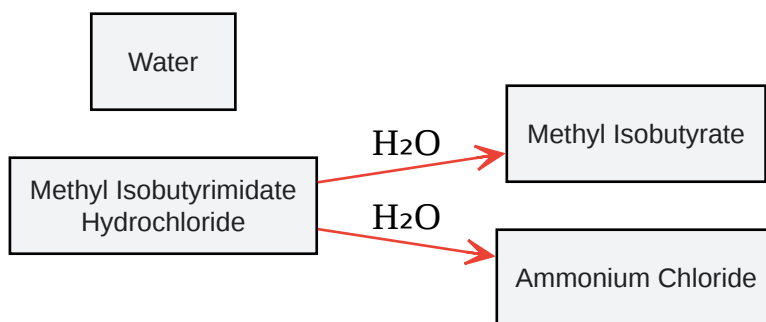 Water
H₂O
Methyl Isobutyrate
Methyl Isobutyrimidate
Hydrochloride
H₂O
Ammonium Chloride